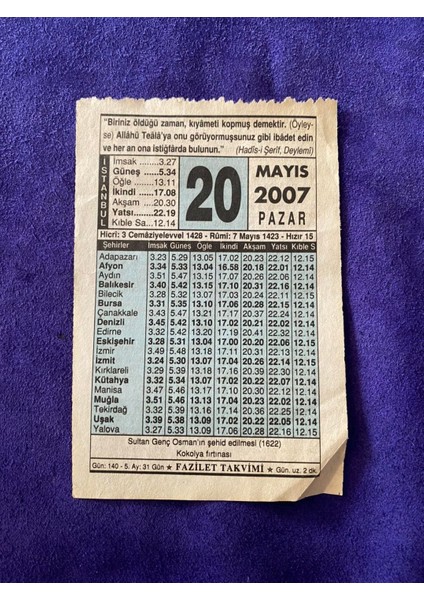 "Biriniz öldüğü zaman, kıyâmeti kopmuş demektir. (Öyley-
se) Allâhü Teâlâ'ya onu görüyormuşsunuz gibi ibâdet edin
ve her an ona istiğfârda bulunun." (Hadîs-i Şerif, Deylemî)
İSTANBUL
İmsak ......3.27
Güneş .....5.34
Öğle .......13.11
İkindi .....17.08
Akşam ...20.30
Yatsı ......22.19
Kıble Sa...12.14
20
MAYIS
2007
PAZAR
Hicrî: 3 Cemâziyelevvel 1428 - Rûmî: 7 Mayıs 1423 - Hızır 15
Şehirler İmsak Güneş Öğle İkindi Akşam Yatsı Kıble S
Adapazarı 3.23 5.29 13.05 17.02 20.23 22.12 12.15
Afyon 3.34 5.33 13.04 16.58 20.18 22.01 12.14
Aydın 3.51 5.47 13.15 17.07 20.26 22.07 12.14
Balıkesir 3.40 5.42 13.15 17.10 20.31 22.16 12.14
Bilecik 3.28 5.32 13.07 17.03 20.24 22.12 12.15
Bursa 3.31 5.35 13.10 17.06 20.28 22.15 12.14
Çanakkale 3.43 5.47 13.21 17.17 20.39 22.26 12.14
Denizli 3.45 5.42 13.10 17.02 20.21 22.02 12.14
Edirne 3.32 5.42 13.20 17.19 20.41 22.32 12.14
Eskişehir 3.28 5.31 13.04 17.00 20.20 22.06 12.15
İzmir 3.49 5.48 13.18 17.11 20.31 22.13 12.14
İzmit 3.24 5.30 13.07 17.04 20.26 22.14 12.15
Kırklareli 3.29 5.39 13.18 17.16 20.39 22.30 12.14
Kütahya 3.32 5.34 13.07 17.02 20.22 22.07 12.14
Manisa 3.47 5.46 13.17 17.10 20.30 22.13 12.14
Muğla 3.51 5.46 13.13 17.04 20.23 22.02 12.14
Tekirdağ 3.32 5.39 13.17 17.14 20.36 22.25 12.14
Uşak 3.39 5.38 13.09 17.02 20.22 22.05 12.14
Yalova 3.27 5.33 13.09 17.06 20.28 22.16 12.15
Sultan Genç Osman'ın şehid edilmesi (1622)
Kokolya fırtınası
Gün: 140 - 5. Ay: 31 Gün ★ FAZİLET TAKVİMİ ★ Gün. uz. 2 dk.